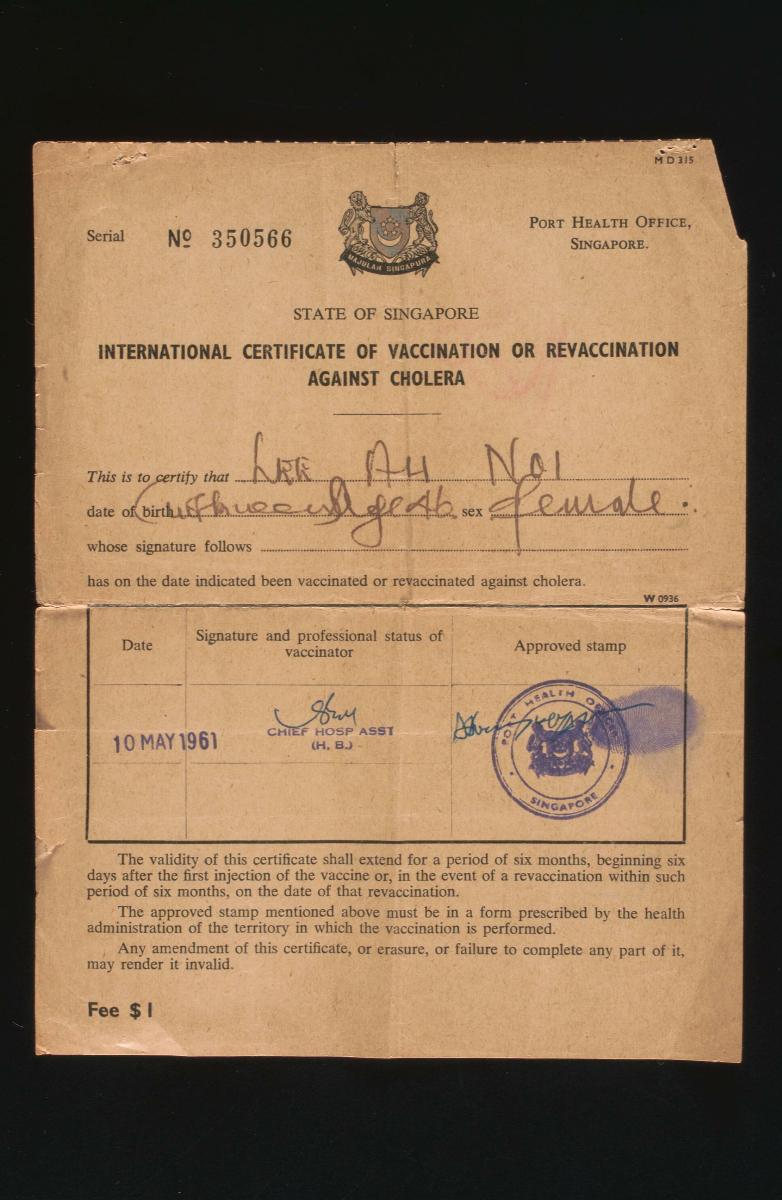 M D 315
Serial Nº 350566
PORT HEALTH OFFICE,
SINGAPORE.
MAJULAH SINGAPURA
STATE OF SINGAPORE
INTERNATIONAL CERTIFICATE OF VACCINATION OR REVACCINATION
AGAINST CHOLERA
This is to certify that LEE AH NOI
date of birth Age 46 sex female.
whose signature follows
has on the date indicated been vaccinated or revaccinated against cholera.
W 0936
Date
Signature and professional status of
vaccinator
Approved stamp
10 MAY 1961
CHIEF HOSP ASST
(H. B.)
PORT HEALTH OFFICE
SINGAPORE
The validity of this certificate shall extend for a period of six months, beginning six
days after the first injection of the vaccine or, in the event of a revaccination within such
period of six months, on the date of that revaccination.
The approved stamp mentioned above must be in a form prescribed by the health
administration of the territory in which the vaccination is performed.
Any amendment of this certificate, or erasure, or failure to complete any part of it,
may render it invalid.
Fee $1